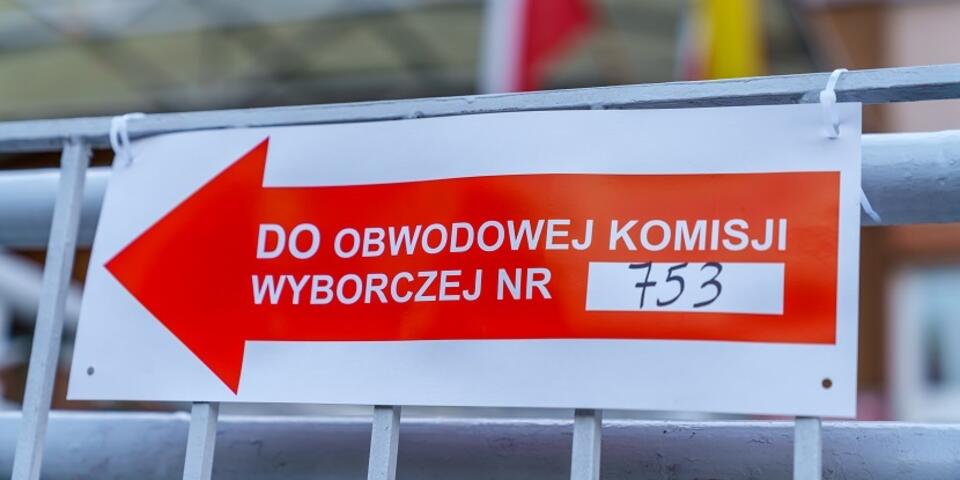 DO OBWODOWEJ KOMISJI
WYBORCZEJ NR 753